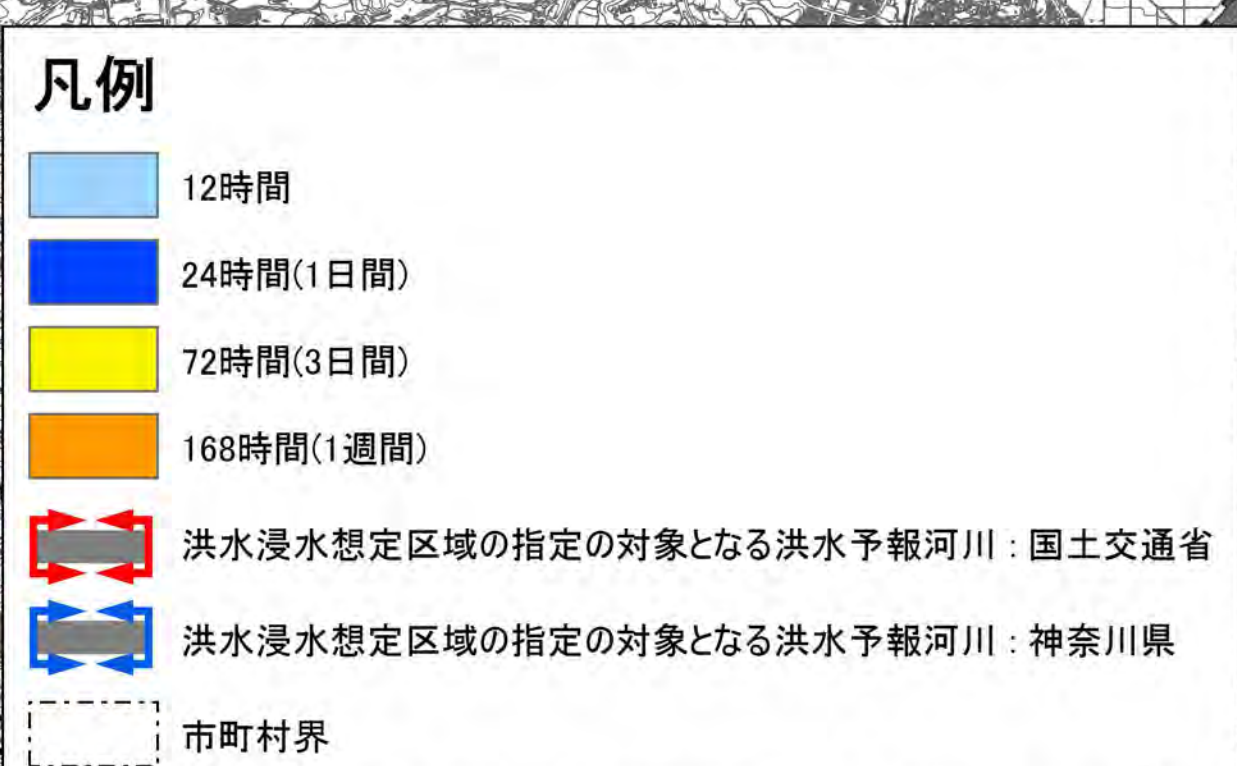 凡例
12時間
24時間(1日間)
72時間(3日間)
168時間(1週間)
洪水浸水想定区域の指定の対象となる洪水予報河川：国土交通省
洪水浸水想定区域の指定の対象となる洪水予報河川：神奈川県
市町村界